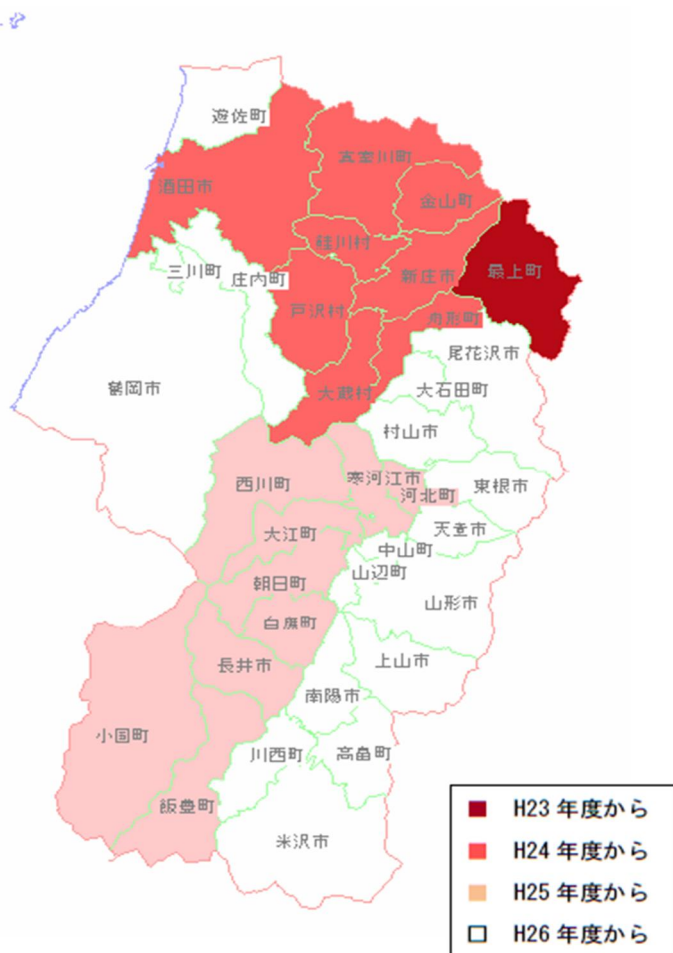 遊佐町
真室川町
酒田市
金山町
鮭川村
三川町
庄内町
新庄市
最上町
戸沢村
舟形町
尾花沢市
鶴岡市
大蔵村
大石田町
村山市
西川町
寒河江市
河北町
東根市
大江町
天童市
中山町
朝日町
山辺町
山形市
白鷹町
長井市
上山市
南陽市
小国町
川西町
高畠町
飯豊町
米沢市
H23 年度から
H24 年度から
H25 年度から
H26 年度から